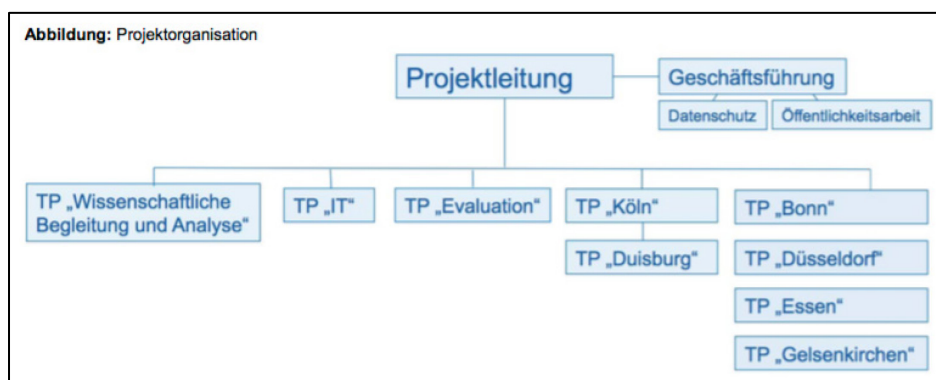 Abbildung: Projektorganisation
Projektleitung
Geschäftsführung
Datenschutz
Öffentlichkeitsarbeit
TP „Wissenschaftliche
Begleitung und Analyse“
TP „IT“
TP „Evaluation“
TP „Köln“
TP „Bonn“
TP „Duisburg“
TP „Düsseldorf“
TP „Essen“
TP „Gelsenkirchen“